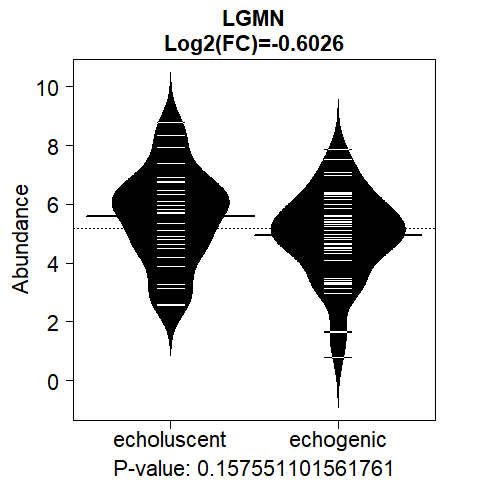 LGMN
Log2(FC)=-0.6026
Abundance
10
8
6
4
2
0
echoluscent echogenic
P-value: 0.157551101561761